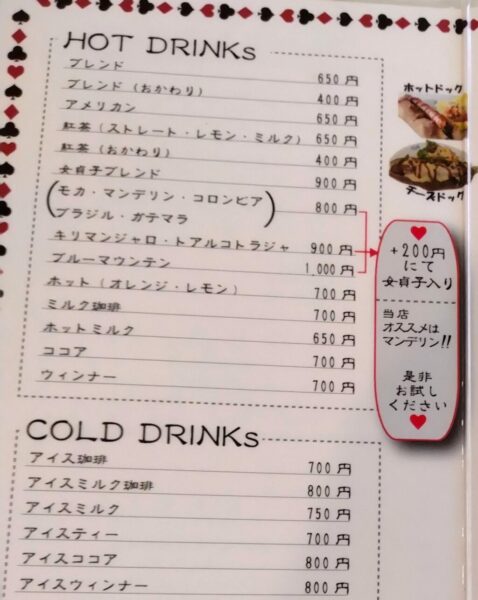 HOT DRINKs
ブレンド 650円
ブレンド(おかわり) 400円
アメリカン 650円
紅茶(ストレート・レモン・ミルク) 650円
紅茶(おかわり) 400円
女貞子ブレンド 900円
(モカ・マンデリン・コロンビア
ブラジル・ガテマラ) 800円
キリマンジャロ・トアルコトラジャ 900円
ブルーマウンテン 1,000円
ホット(オレンジ・レモン) 700円
ミルク珈琲 700円
ホットミルク 650円
ココア 700円
ウィンナー 700円
ホットドッグ
チーズドッグ
+200円
にて
女貞子入り
当店
オススメは
マンデリン!!
是非
お試し
ください
COLD DRINKs
アイス珈琲 700円
アイスミルク珈琲 800円
アイスミルク 750円
アイスティー 700円
アイスココア 800円
アイスウィンナー 800円